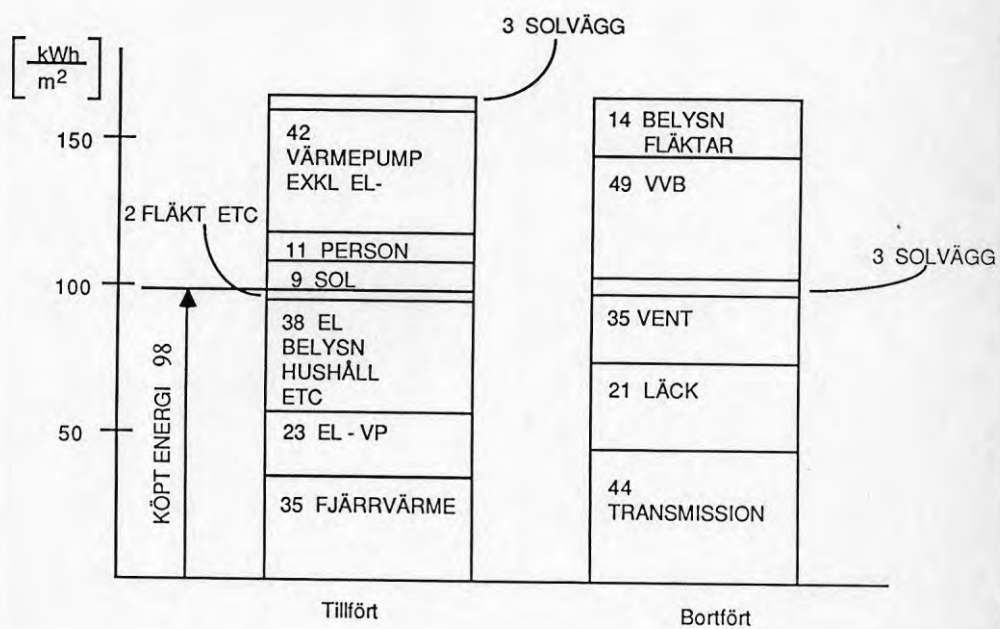 3 SOLVÄGG
kWh
m2
150
100
50
KÖPT ENERGI 98
2 FLÄKT ETC
42
VÄRMEPUMP
EXKL EL-
11 PERSON
9 SOL
38 EL
BELYSN
HUSHÅLL
ETC
23 EL - VP
35 FJÄRRVÄRME
Tillfört
14 BELYSN
FLÄKTAR
49 VVB
3 SOLVÄGG
35 VENT
21 LÄCK
44
TRANSMISSION
Bortfört